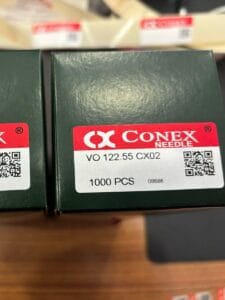 CX CONEX®
NEEDLE
VO 122.55 CX02
1000 PCS
X ®